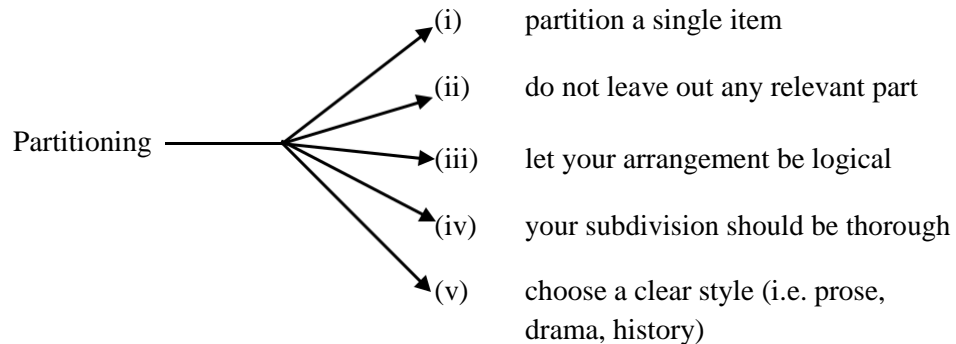 (i) partition a single item
(ii) do not leave out any relevant part
Partitioning
(iii) let your arrangement be logical
(iv) your subdivision should be thorough
(v) choose a clear style (i.e. prose,
drama, history)